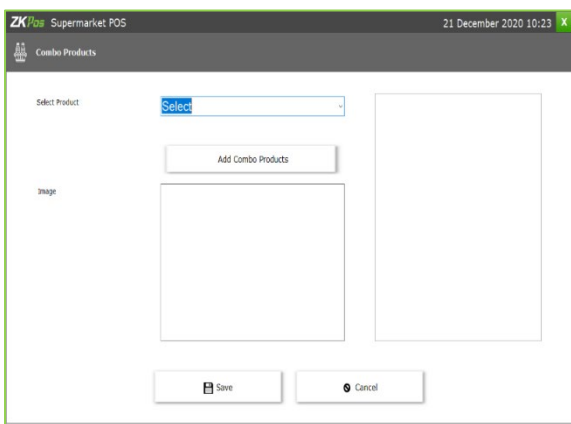 ZKPos Supermarket POS 21 December 2020 10:23 X
Combo Products
Select Product Select
Add Combo Products
Image
Save Cancel